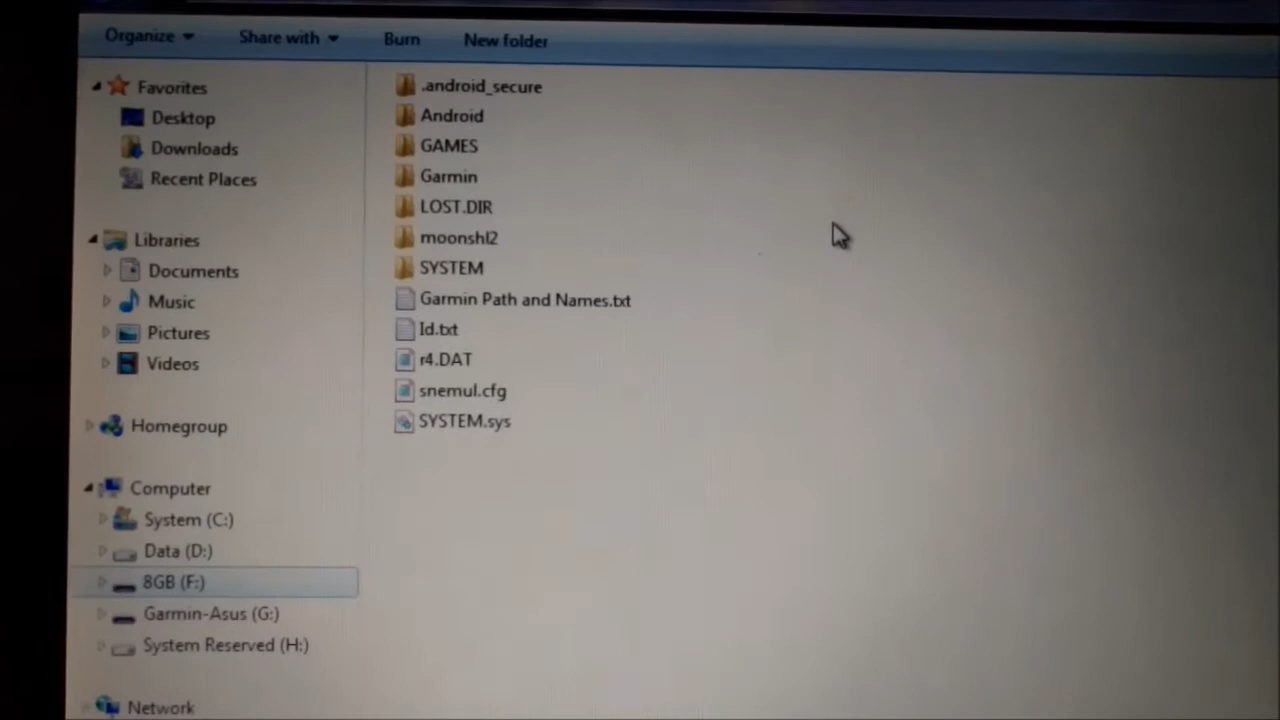 Organize Share with Burn New folder
Favorites
Desktop
Downloads
Recent Places
Libraries
Documents
Music
Pictures
Videos
Homegroup
Computer
System (C:)
Data (D:)
8GB (F:)
Garmin-Asus (G:)
System Reserved (H:)
Network
.android_secure
Android
GAMES
Garmin
LOST.DIR
moonshl2
SYSTEM
Garmin Path and Names.txt
Id.txt
r4.DAT
snemul.cfg
SYSTEM.sys